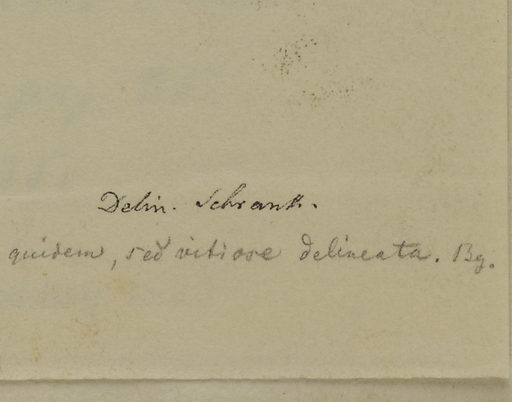 Delin. Schrank.
quidem, sed vitiose delineata. Bg.